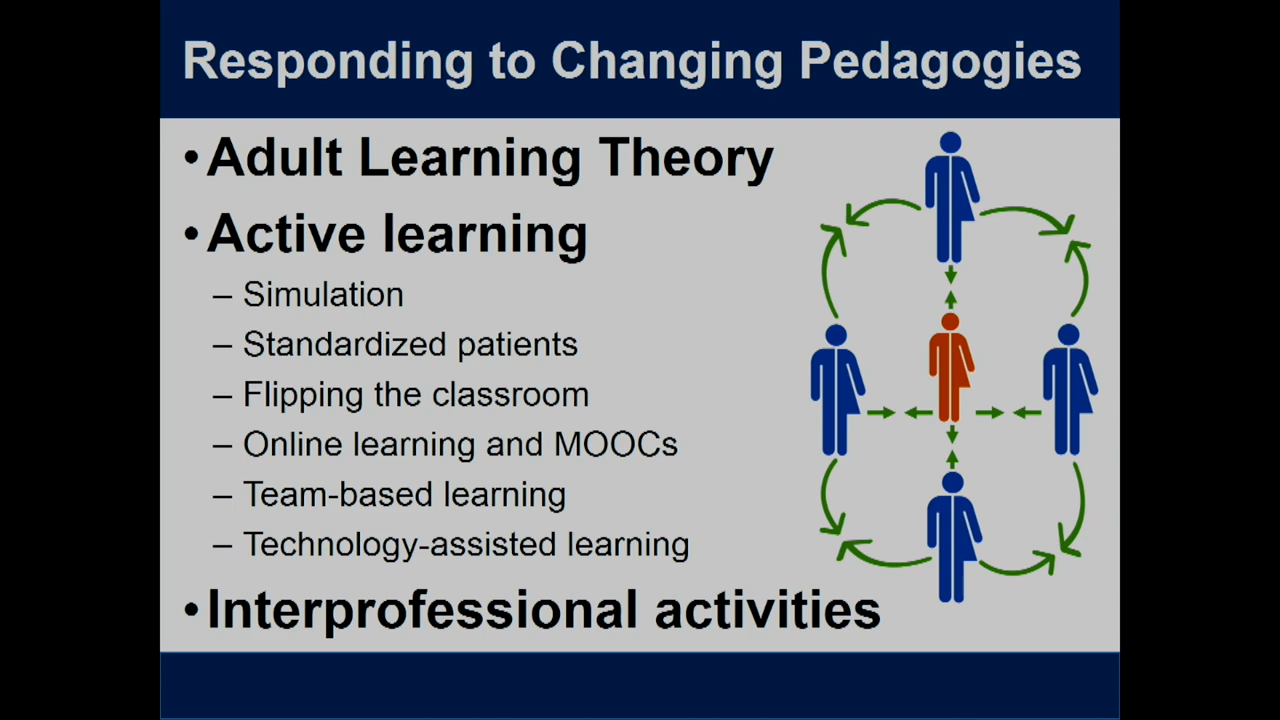 Responding to Changing Pedagogies
•Adult Learning Theory
•Active learning
– Simulation
– Standardized patients
– Flipping the classroom
– Online learning and MOOCs
– Team-based learning
– Technology-assisted learning
•Interprofessional activities